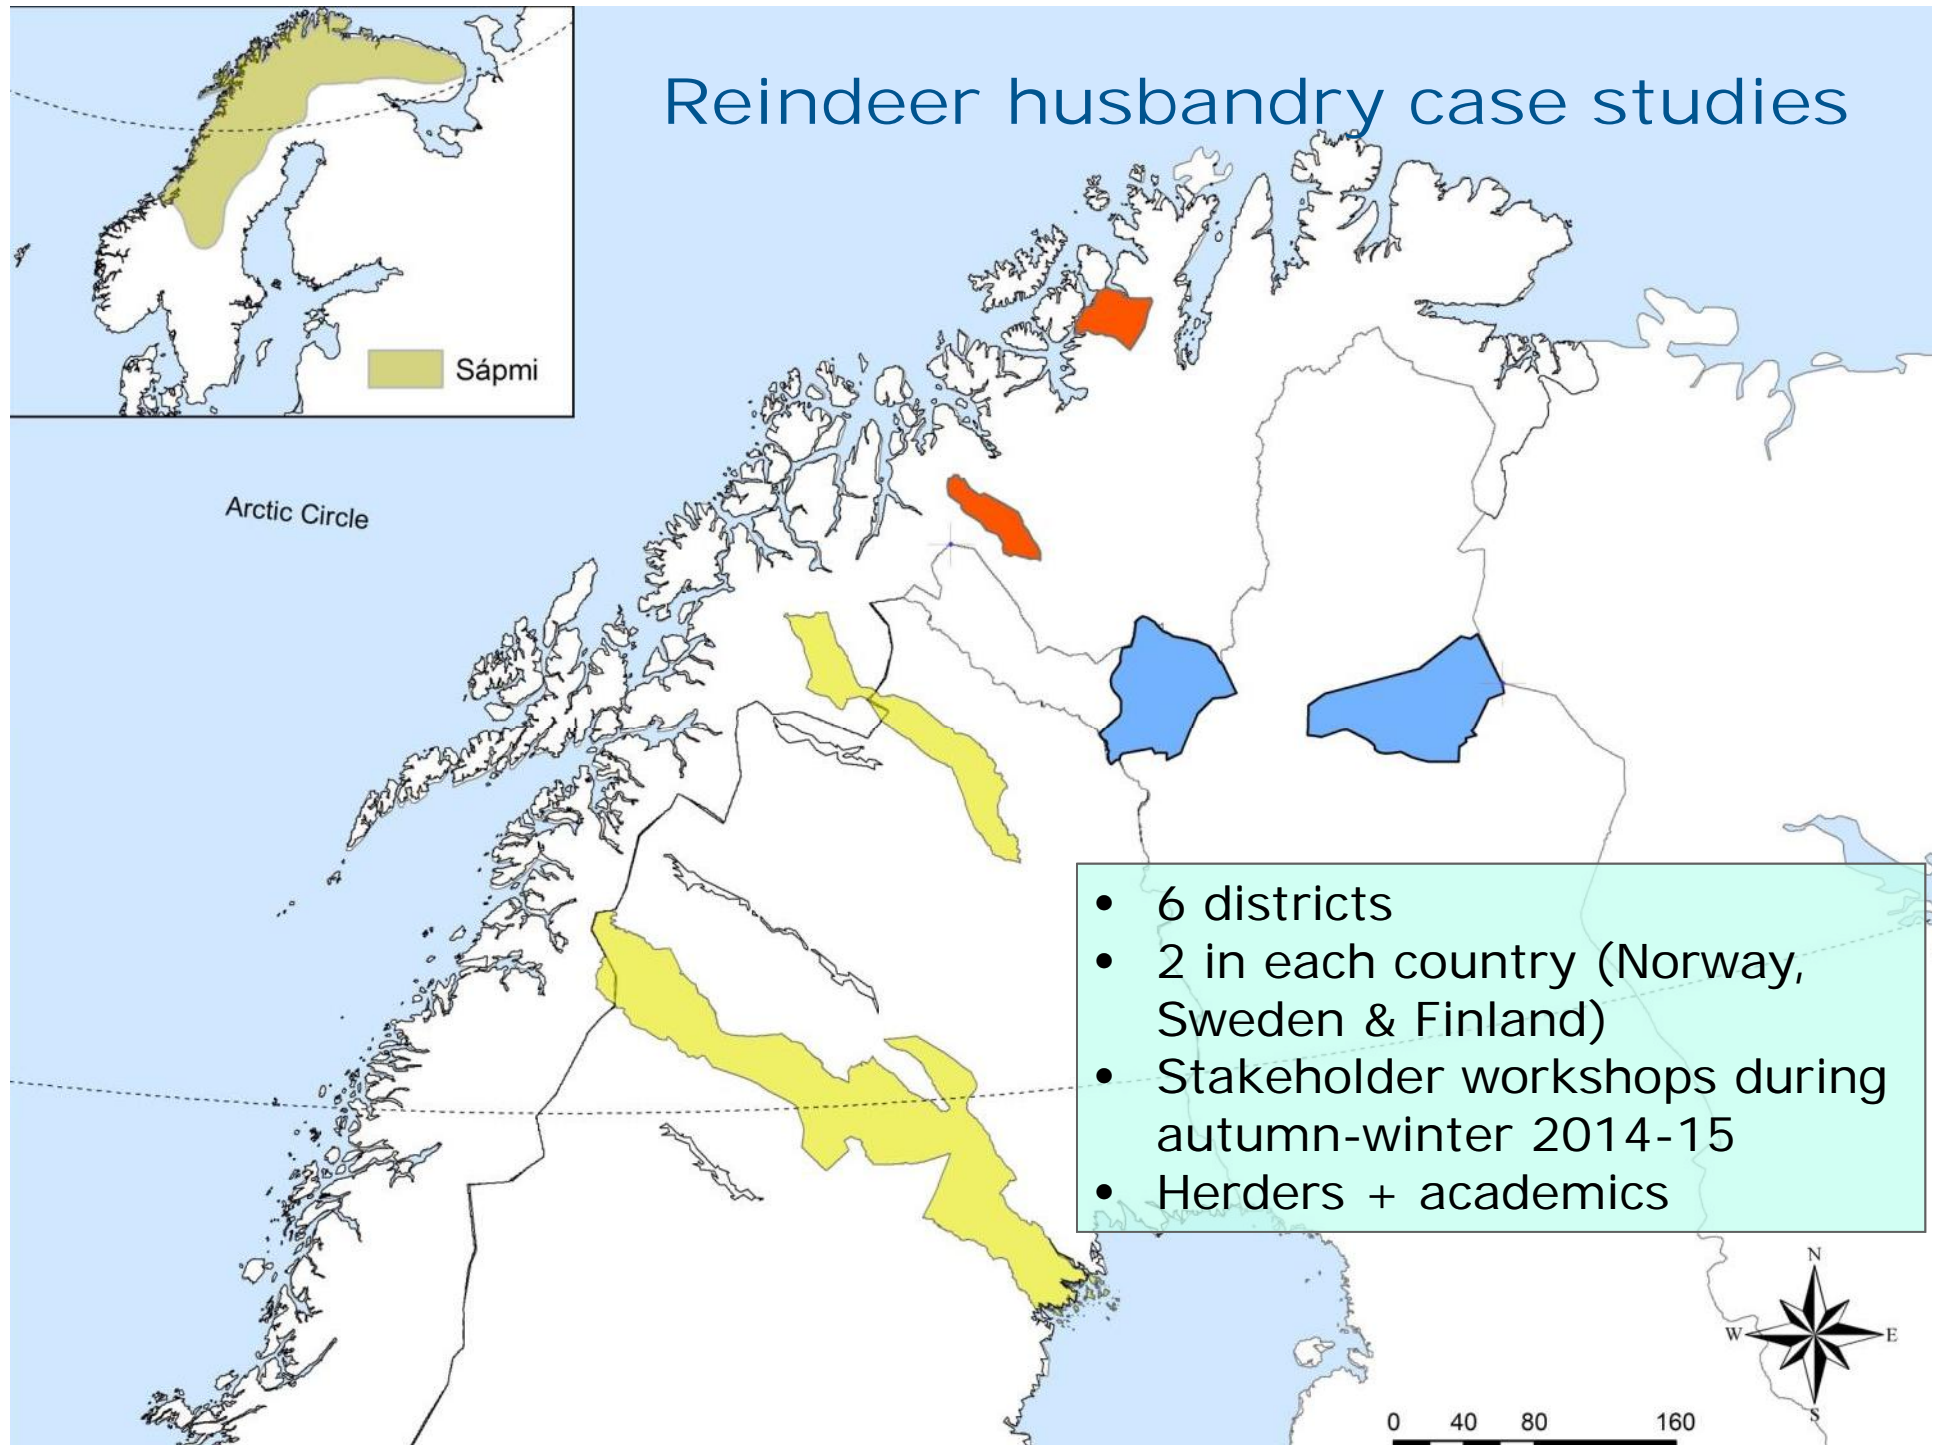 Reindeer husbandry case studies
Sápmi
Arctic Circle
• 6 districts
• 2 in each country (Norway,
Sweden & Finland)
• Stakeholder workshops during
autumn-winter 2014-15
• Herders + academics
N
W E
S
0 40 80 160